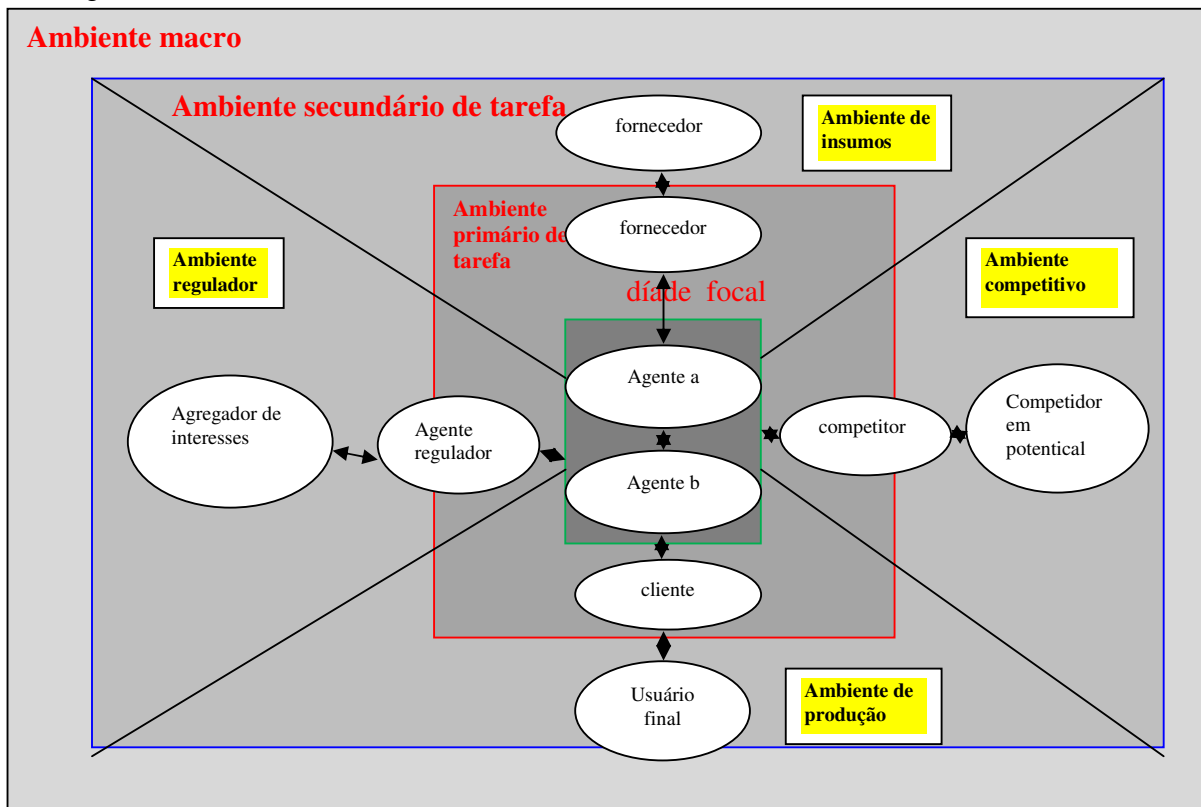 Ambiente macro
Ambiente secundário de tarefa
fornecedor
Ambiente de
insumos
Ambiente
primário de
tarefa
fornecedor
Ambiente
regulador
Ambiente
competitivo
díade focal
Agente a
Agregador de
interesses
Agente
regulador
competitor
Competidor
em
potentical
Agente b
cliente
Usuário
final
Ambiente de
produção